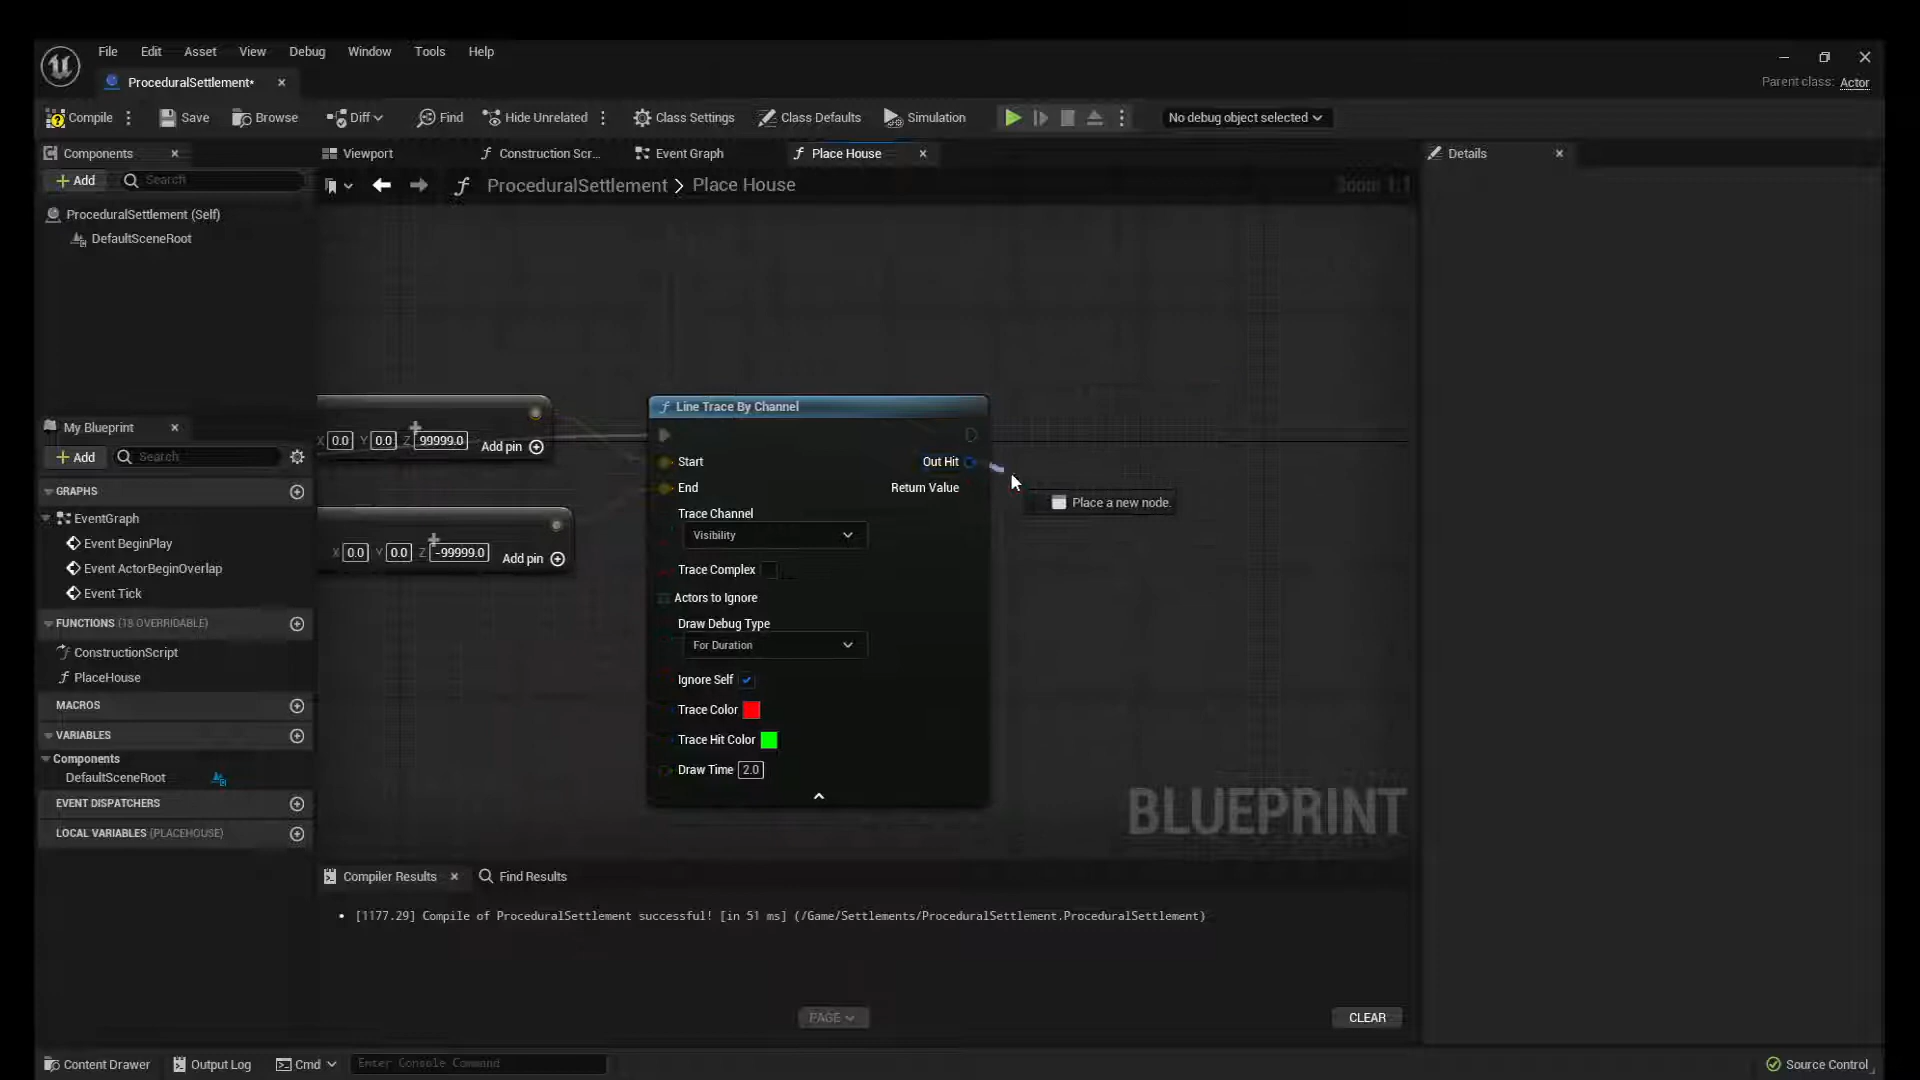 File Edit Asset View Debug Window Tools Help
ProceduralSettlement*
Parent class: Actor
Compile Save Browse Diff Find Hide Unrelated Class Settings Class Defaults Simulation No debug object selected
Components
Viewport Construction Scr... Event Graph Place House
Details
+ Add Search
ProceduralSettlement > Place House
Zoom 1:1
ProceduralSettlement (Self)
DefaultSceneRoot
My Blueprint
+ Add Search
GRAPHS
EventGraph
Event BeginPlay
Event ActorBeginOverlap
Event Tick
FUNCTIONS (18 OVERRIDABLE)
ConstructionScript
PlaceHouse
MACROS
VARIABLES
Components
DefaultSceneRoot
EVENT DISPATCHERS
LOCAL VARIABLES (PLACEHOUSE)
X 0.0 Y 0.0 Z 99999.0 Add pin
X 0.0 Y 0.0 Z -99999.0 Add pin
Line Trace By Channel
Start
Out Hit
End
Return Value
Place a new node.
Trace Channel
Visibility
Trace Complex
Actors to Ignore
Draw Debug Type
For Duration
Ignore Self
Trace Color
Trace Hit Color
Draw Time 2.0
BLUEPRINT
Compiler Results Find Results
• [1177.29] Compile of ProceduralSettlement successful! [in 51 ms] (/Game/Settlements/ProceduralSettlement.ProceduralSettlement)
PAGE
CLEAR
Content Drawer Output Log Cmd Enter Console Command Source Control